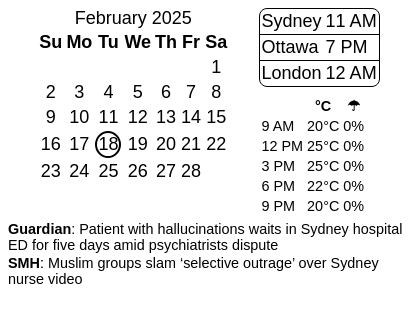 February 2025
Su Mo Tu We Th Fr Sa
1
2 3 4 5 6 7 8
9 10 11 12 13 14 15
16 17 18 19 20 21 22
23 24 25 26 27 28
Sydney 11 AM
Ottawa 7 PM
London 12 AM
°C ☂
9 AM 20°C 0%
12 PM 25°C 0%
3 PM 25°C 0%
6 PM 22°C 0%
9 PM 20°C 0%
Guardian: Patient with hallucinations waits in Sydney hospital
ED for five days amid psychiatrists dispute
SMH: Muslim groups slam ‘selective outrage’ over Sydney
nurse video